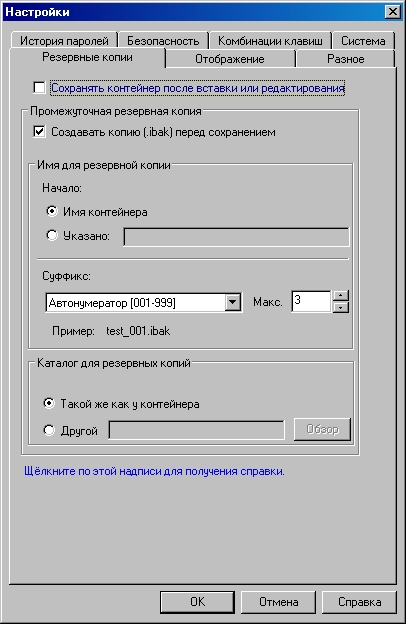 Настройки
История паролей Безопасность Комбинации клавиш Система
Резервные копии Отображение Разное
Сохранять контейнер после вставки или редактирования
Промежуточная резервная копия
Создавать копию (.ibak) перед сохранением
Имя для резервной копии
Начало:
Имя контейнера
Указано:
Суффикс:
Автонумератор [001-999] Макс. 3
Пример: test_001.ibak
Каталог для резервных копий
Такой же как у контейнера
Другой Обзор
Щёлкните по этой надписи для получения справки.
OK Отмена Справка